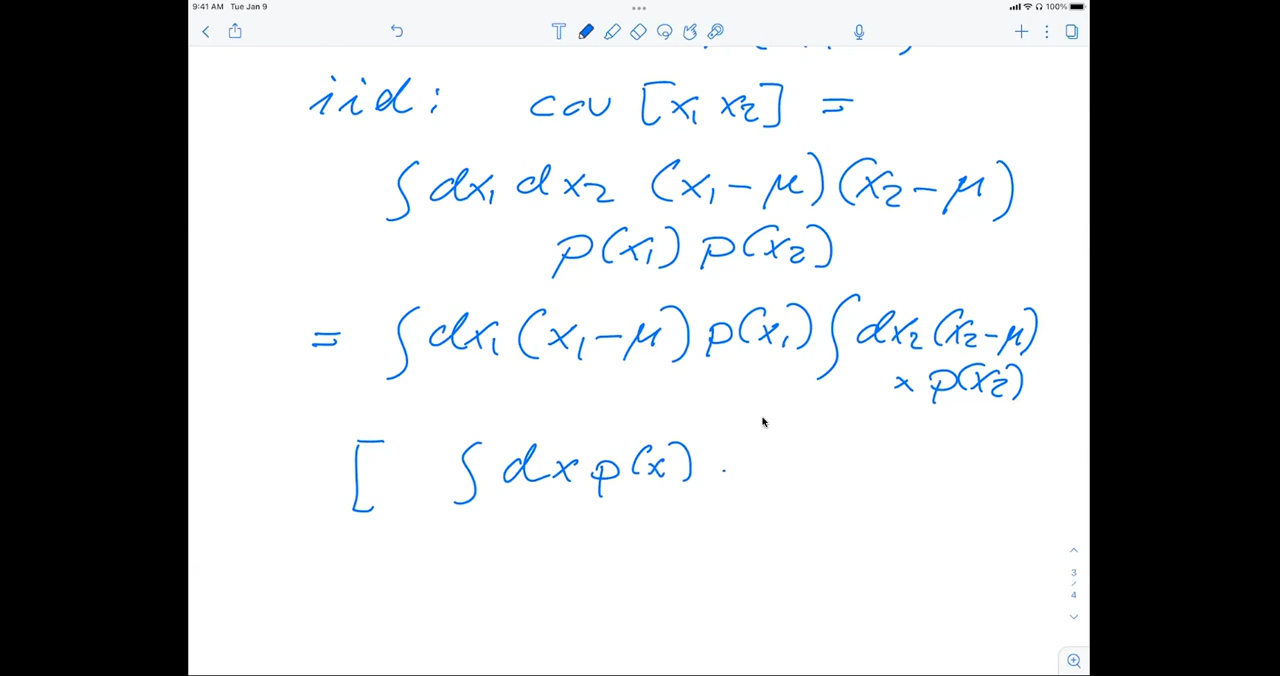 9:41 AM Tue Jan 9 100%
iid: cov [x₁ x₂] =
∫ dx₁ dx₂ (x₁ − μ) (x₂ − μ)
p(x₁) p(x₂)
= ∫ dx₁ (x₁ − μ) p(x₁) ∫ dx₂ (x₂ − μ)
× p(x₂)
[ ∫ dx p(x) .
3
/
4